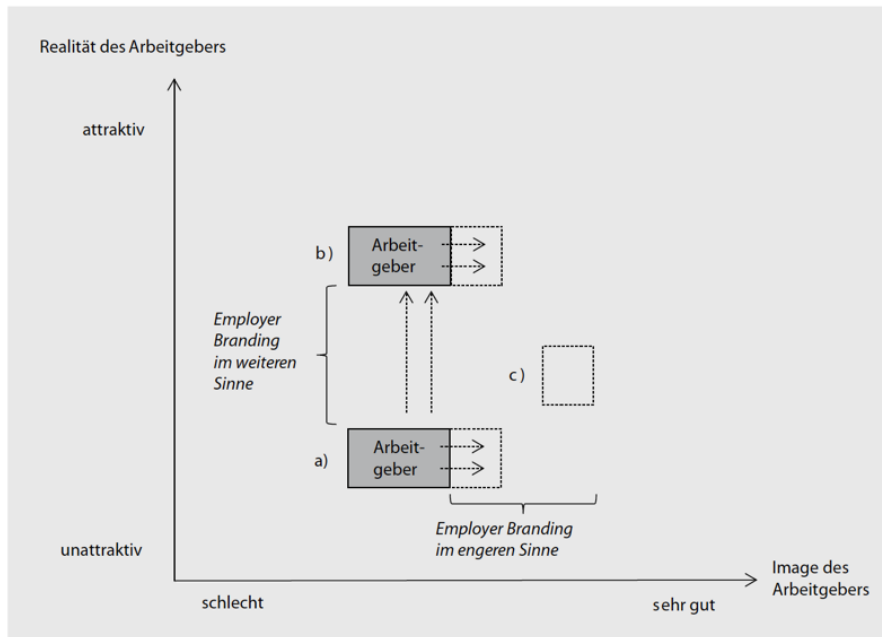 Realität des Arbeitgebers
attraktiv
b)
Arbeit-
geber
Employer
Branding
im weiteren
Sinne
c)
a)
Arbeit-
geber
Employer Branding
im engeren Sinne
unattraktiv
Image des
Arbeitgebers
schlecht
sehr gut